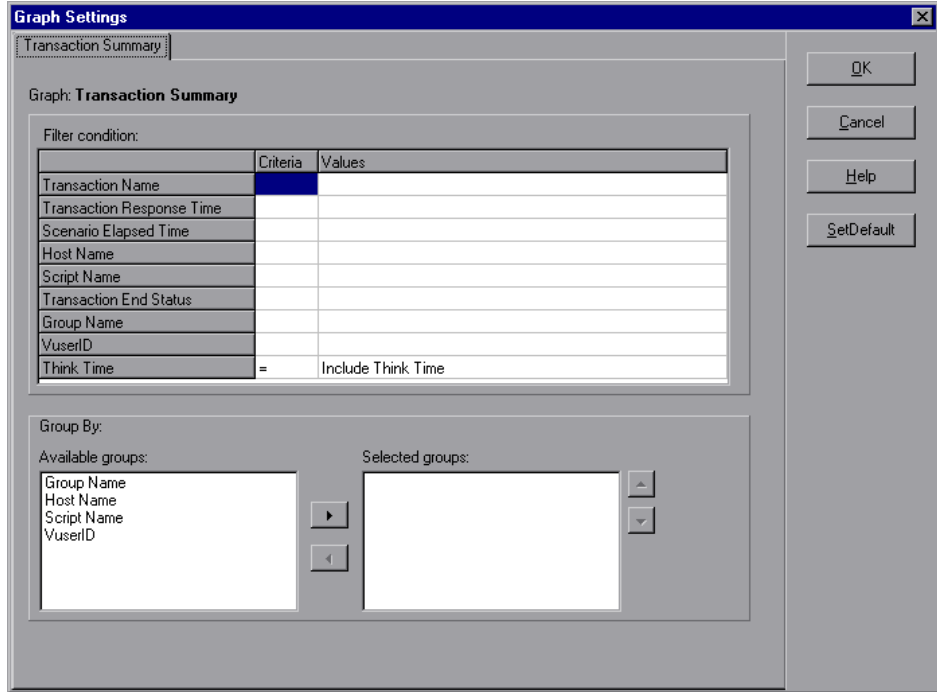 Graph Settings
Transaction Summary
Graph: Transaction Summary
Filter condition:
Criteria Values
Transaction Name
Transaction Response Time
Scenario Elapsed Time
Host Name
Script Name
Transaction End Status
Group Name
VuserID
Think Time = Include Think Time
Group By:
Available groups: Selected groups:
Group Name
Host Name
Script Name
VuserID
OK
Cancel
Help
SetDefault